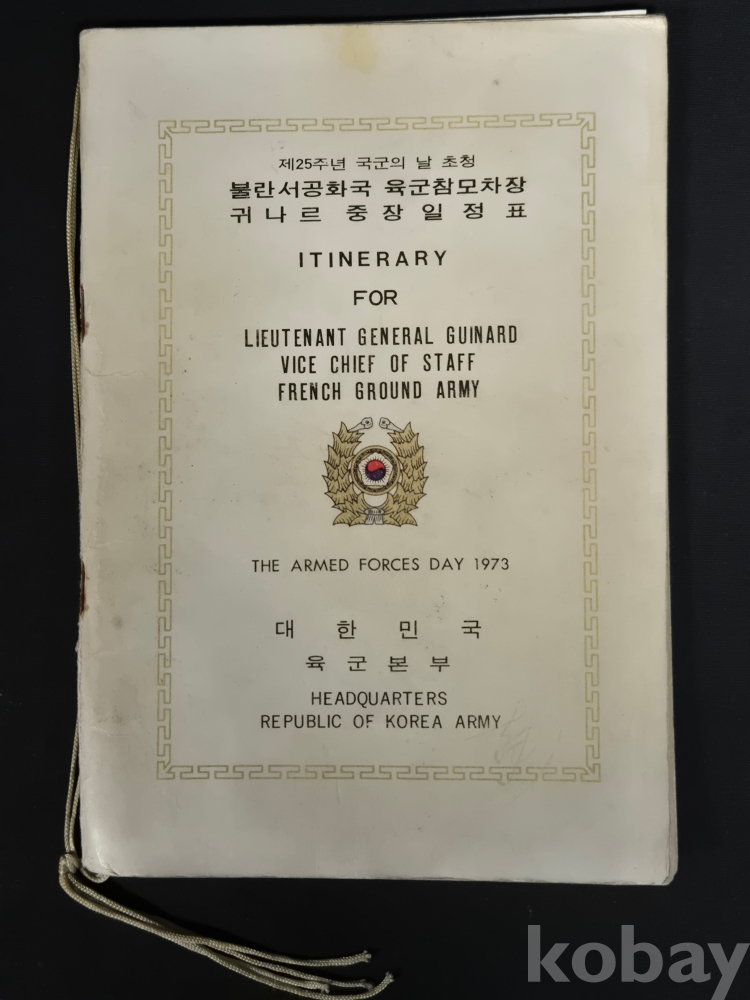 제25주년 국군의 날 초청
불란서공화국 육군참모차장
귀나르 중장일정표
ITINERARY
FOR
LIEUTENANT GENERAL GUINARD
VICE CHIEF OF STAFF
FRENCH GROUND ARMY
THE ARMED FORCES DAY 1973
대한민국
육군본부
HEADQUARTERS
REPUBLIC OF KOREA ARMY
kobay